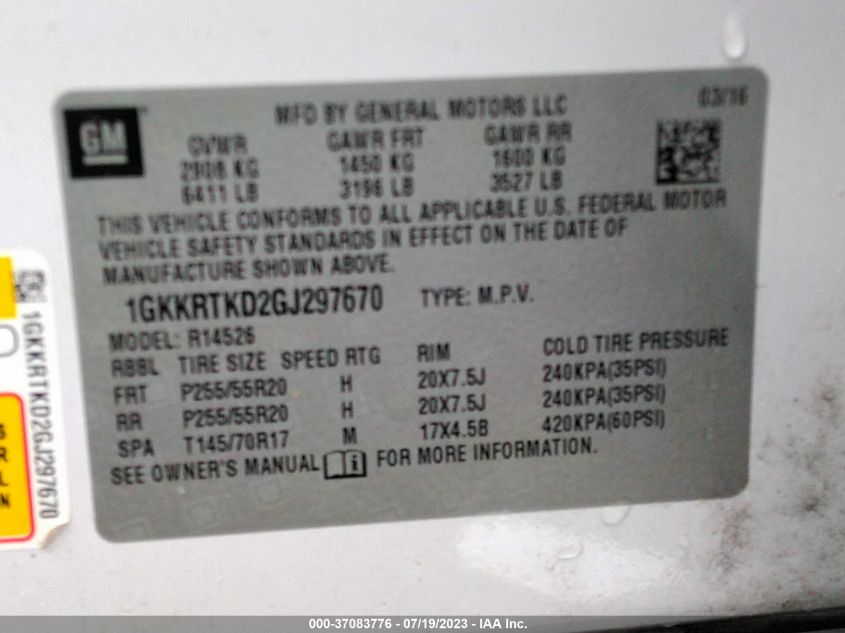 GM
MFD BY GENERAL MOTORS LLC 03/16
GVWR GAWR FRT GAWR RR
2908 KG 1450 KG 1600 KG
6411 LB 3196 LB 3527 LB
THIS VEHICLE CONFORMS TO ALL APPLICABLE U.S. FEDERAL MOTOR
VEHICLE SAFETY STANDARDS IN EFFECT ON THE DATE OF
MANUFACTURE SHOWN ABOVE.
1GKKRTKD2GJ297670 TYPE: M.P.V.
MODEL: R14526
RBBL TIRE SIZE SPEED RTG RIM COLD TIRE PRESSURE
FRT P255/55R20 H 20X7.5J 240KPA(35PSI)
RR P255/55R20 H 20X7.5J 240KPA(35PSI)
SPA T145/70R17 M 17X4.5B 420KPA(60PSI)
SEE OWNER'S MANUAL FOR MORE INFORMATION.
1GKKRTKD2GJ297670
S
R
L
N
000-37083776 - 07/19/2023 - IAA Inc.